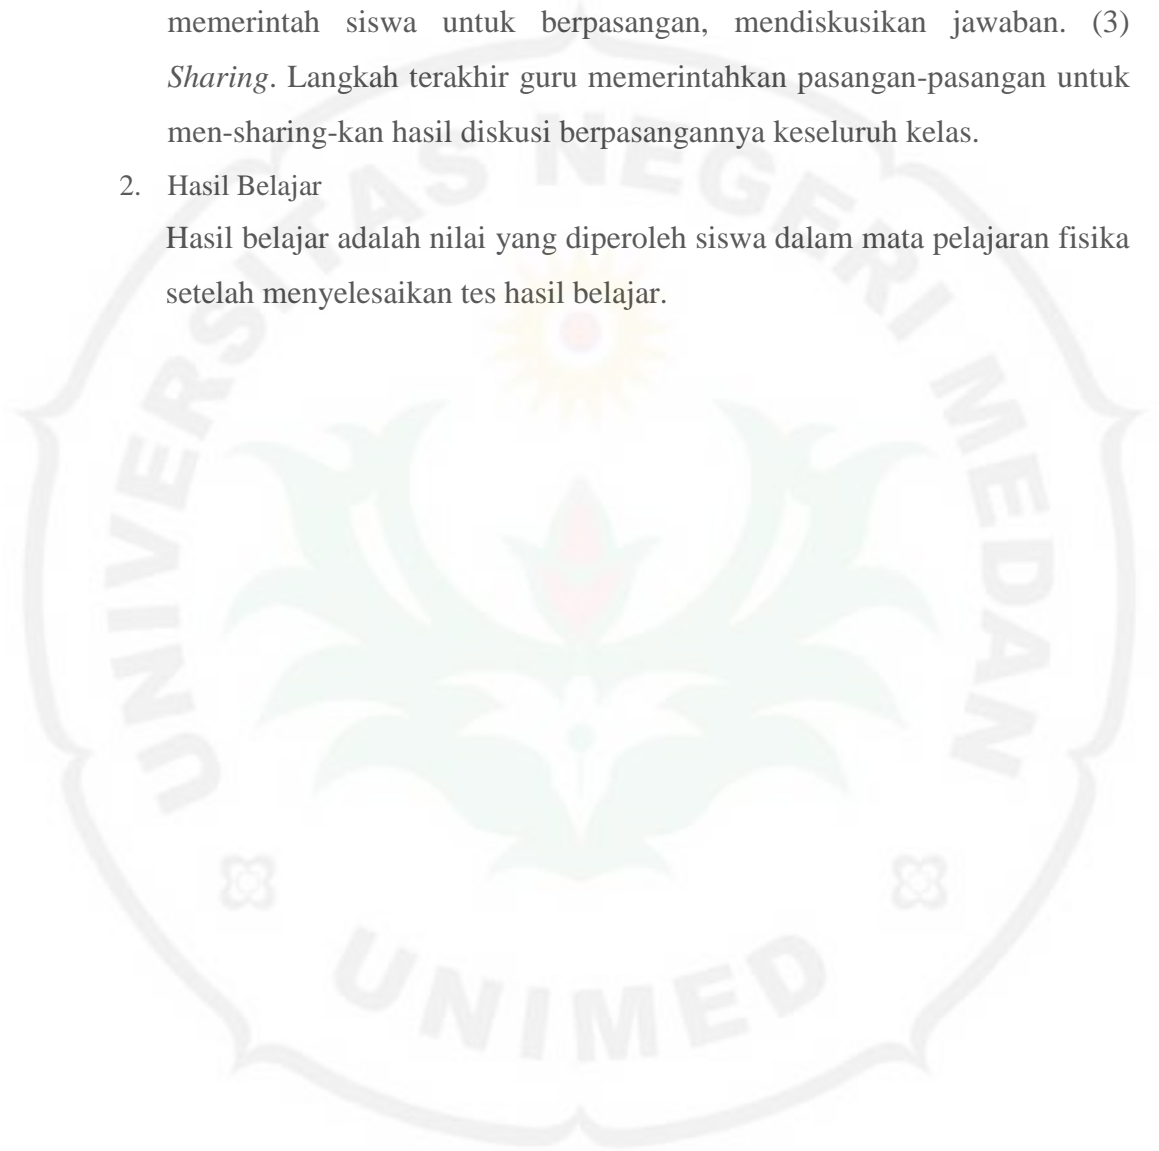 memerintah siswa untuk berpasangan, mendiskusikan jawaban. (3)
Sharing. Langkah terakhir guru memerintahkan pasangan-pasangan untuk
men-sharing-kan hasil diskusi berpasangannya keseluruh kelas.
2. Hasil Belajar
Hasil belajar adalah nilai yang diperoleh siswa dalam mata pelajaran fisika
setelah menyelesaikan tes hasil belajar.
UNIVERSITAS NEGERI MEDAN
UNIMED